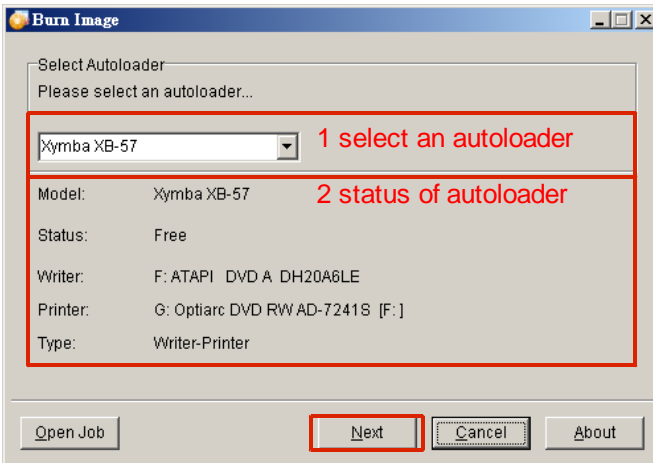 Burn Image
Select Autoloader
Please select an autoloader...
Xymba XB-57
1 select an autoloader
Model: Xymba XB-57
2 status of autoloader
Status: Free
Writer: F: ATAPI DVD A DH20A6LE
Printer: G: Optiarc DVD RW AD-7241S [F: ]
Type: Writer-Printer
Open Job Next Cancel About